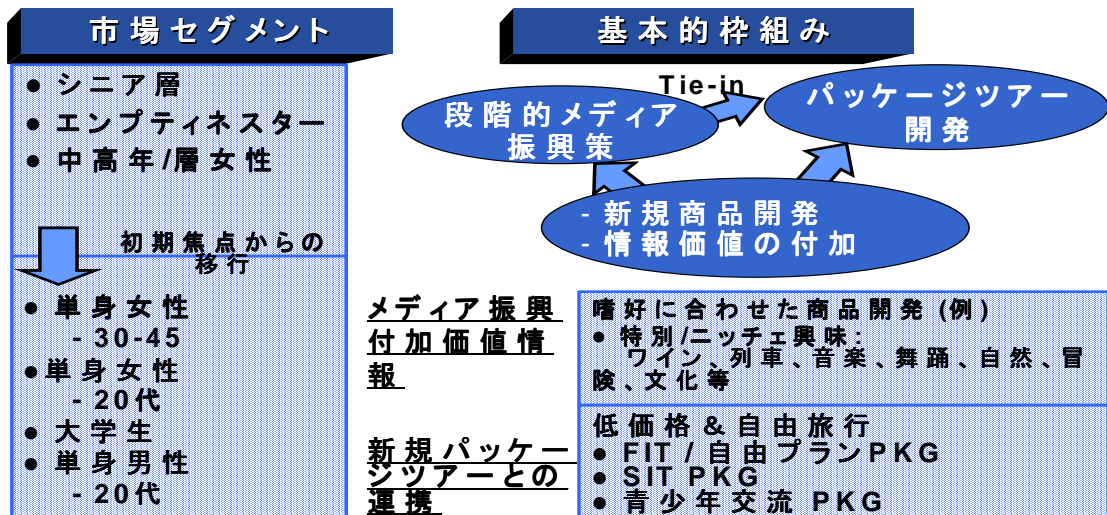 市場セグメント
● シニア層
● エンプティネスター
● 中高年/層女性
初期焦点からの
移行
● 単身女性
- 30-45
● 単身女性
- 20代
● 大学生
● 単身男性
- 20代
基本的枠組み
Tie-in
段階的メディア
振興策
パッケージツアー
開発
- 新規商品開発
- 情報価値の付加
メディア振興
付加価値情
報
嗜好に合わせた商品開発 (例)
● 特別/ニッチェ興味:
ワイン、列車、音楽、舞踊、自然、冒
険、文化等
新規パッケー
ジツアーとの
連携
低価格 & 自由旅行
● FIT / 自由プランPKG
● SIT PKG
● 青少年交流 PKG